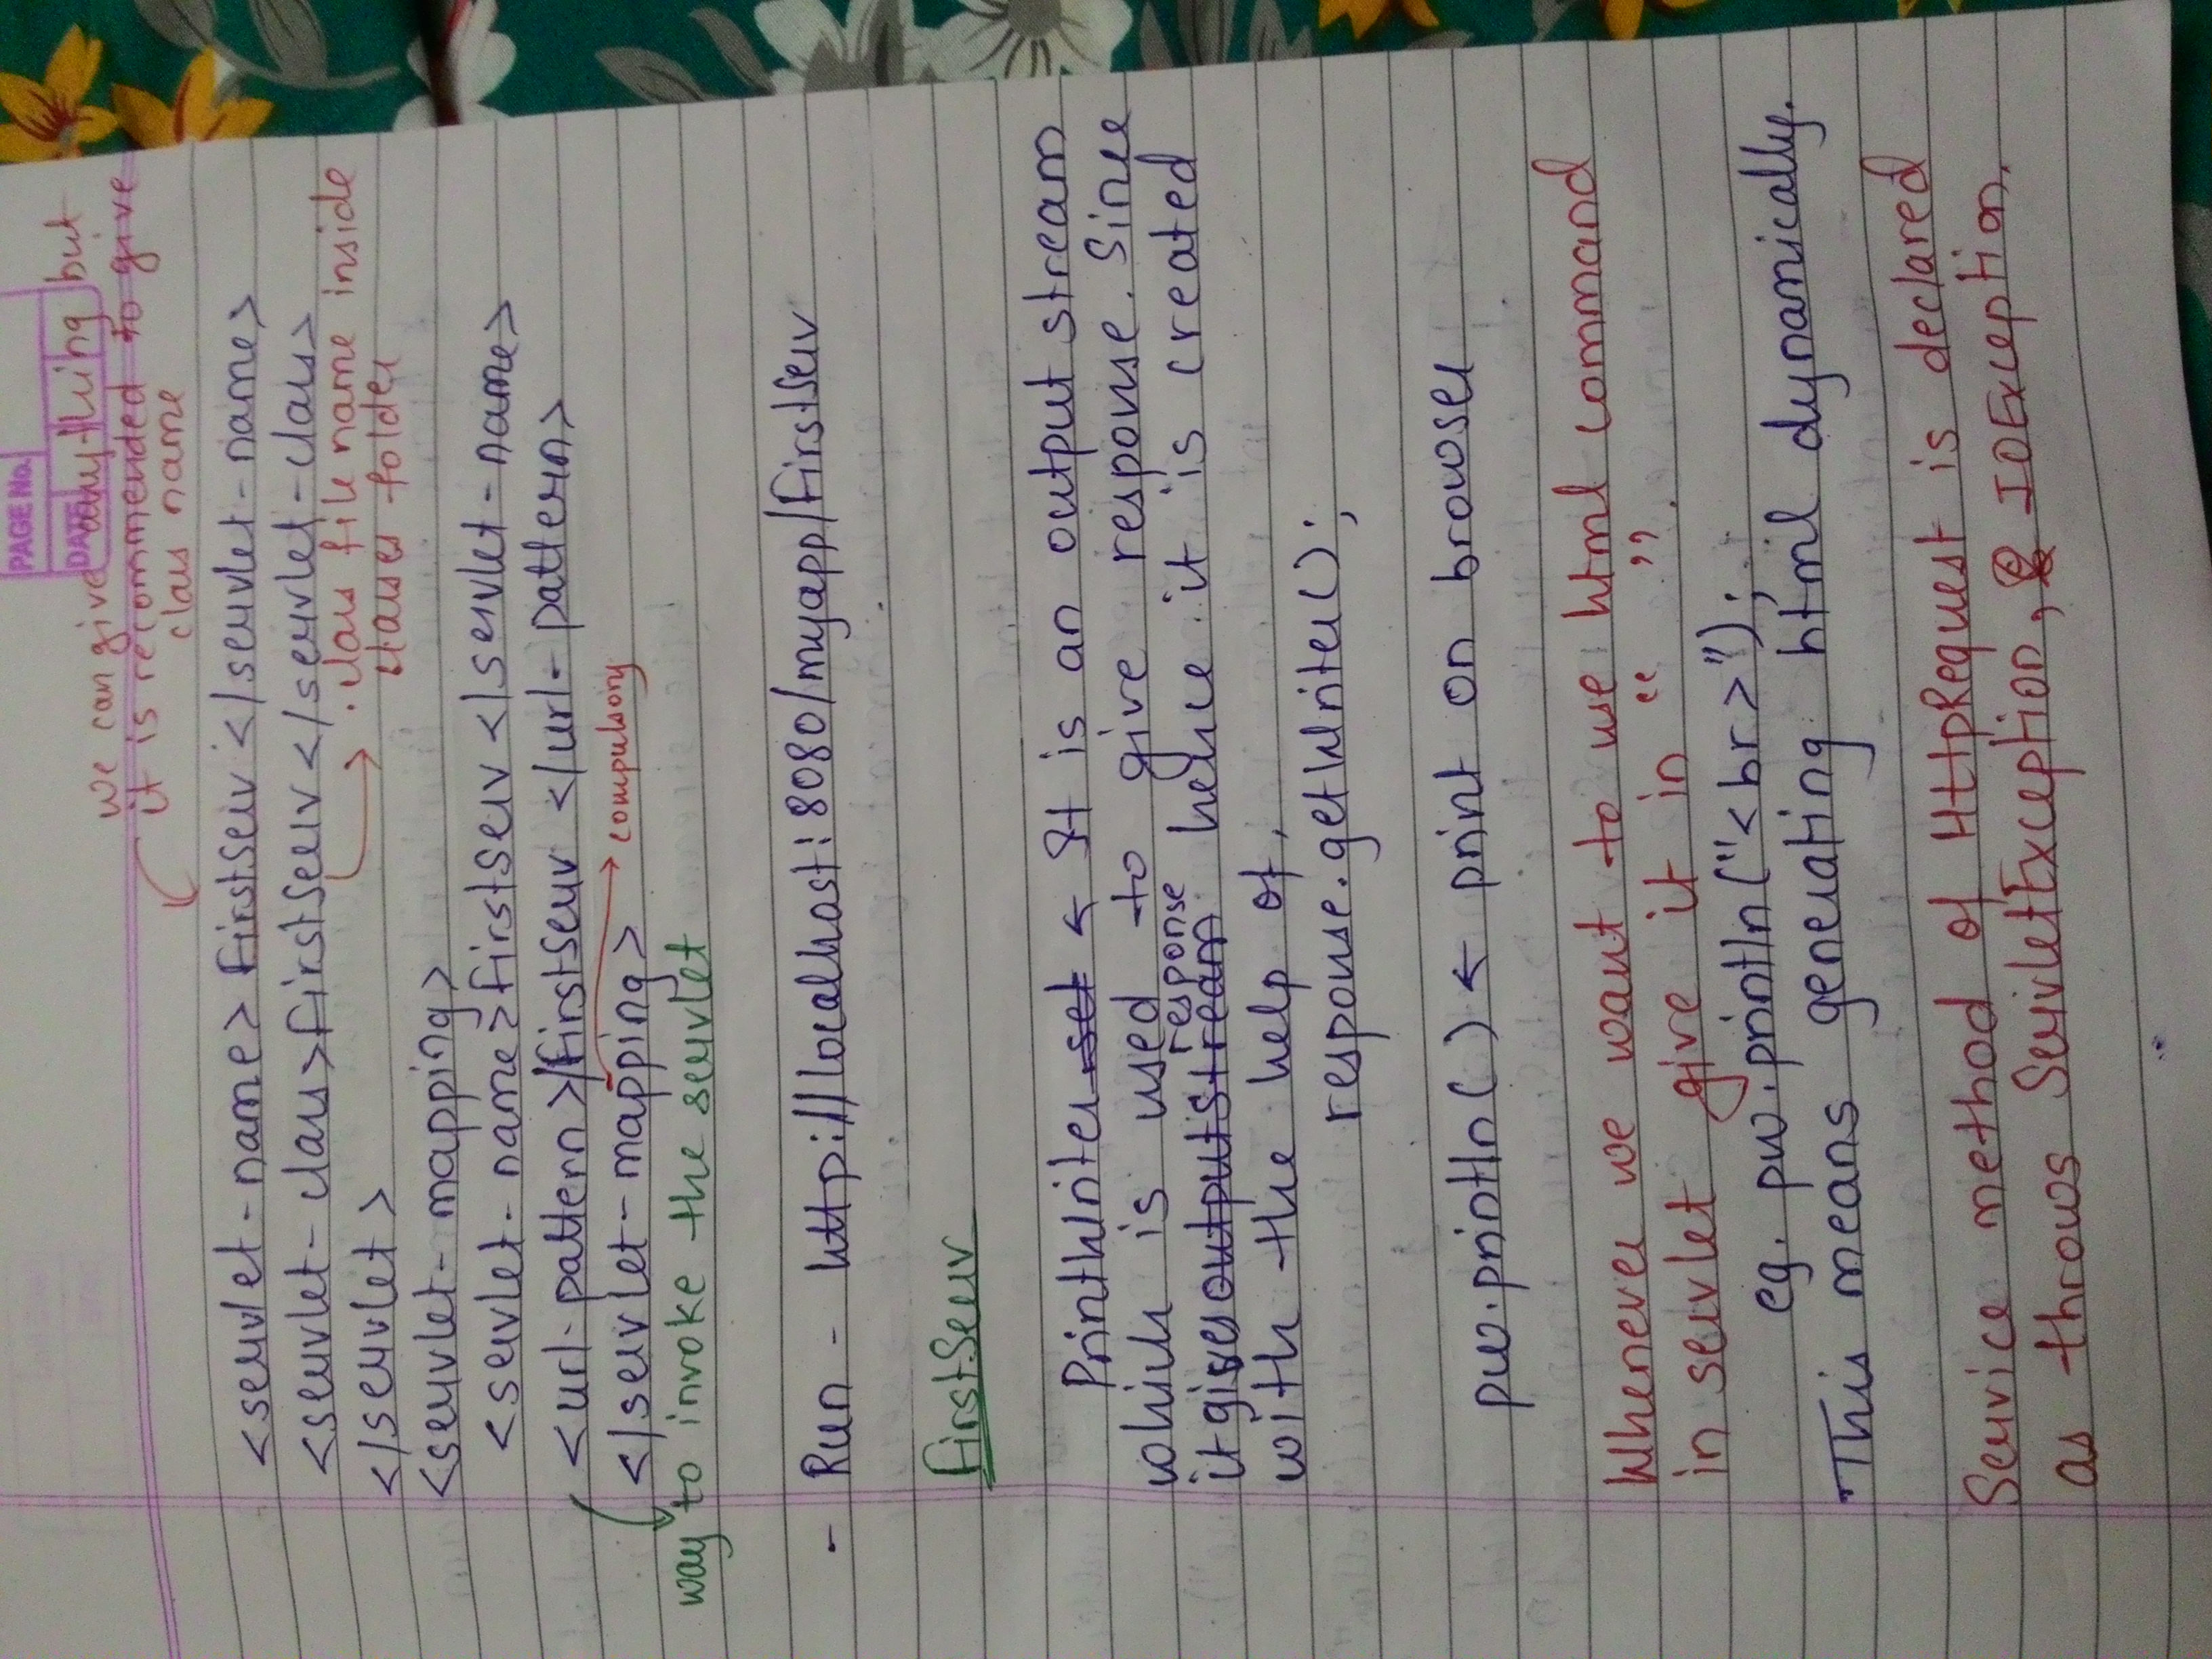 PAGE No.
DATE
we can give anything but
it is recommended to give
class name
<servlet-name> FirstServ </servlet-name>
<servlet-class>FirstServ</servlet-class>
.class file name inside
classes folder
</servlet>
<servlet-mapping>
<servlet-name>FirstServ</servlet-name>
<url-pattern>/FirstServ </url-pattern>
</servlet-mapping>
compulsory
way to invoke the servlet
- Run - http://localhost:8080/myapp/FirstServ
FirstServ
PrintWriter set ← It is an output stream
which is used to give response. Since
response
it gives outputstream hence it is created
with the help of,
response.getWriter();
pw.println() ← print on browser
Whenever we want to use html command
in servlet give it in “ ”.
eg. pw.println("<br>");
This means generating html dynamically.
Service method of HttpRequest is declared
as throws ServletException, IOException.